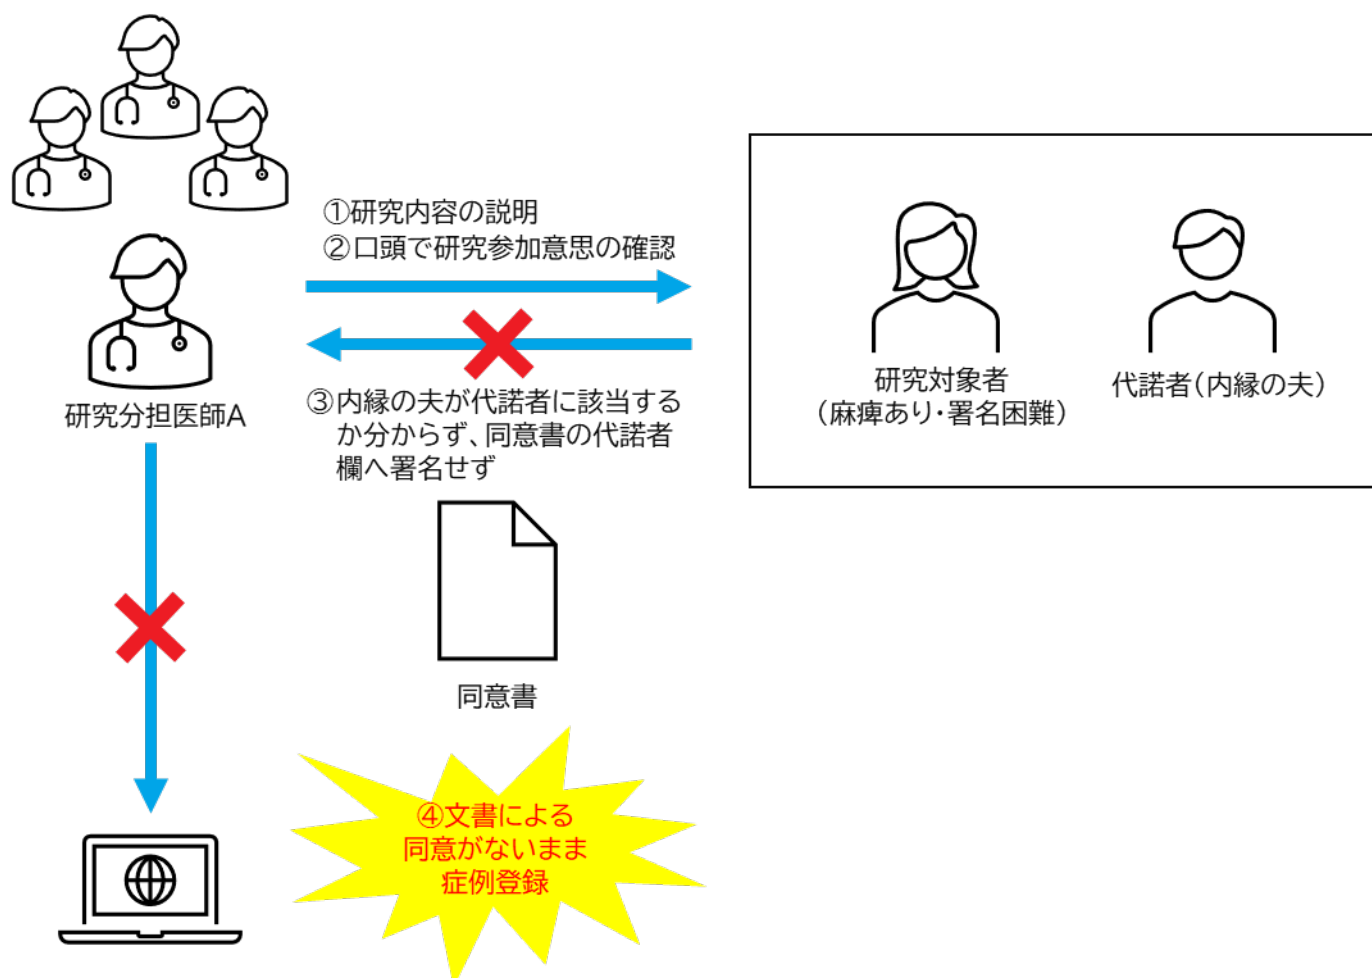 ①研究内容の説明
②口頭で研究参加意思の確認
研究分担医師A
③内縁の夫が代諾者に該当する
か分からず、同意書の代諾者
欄へ署名せず
研究対象者
(麻痺あり・署名困難)
代諾者(内縁の夫)
同意書
④文書による
同意がないまま
症例登録